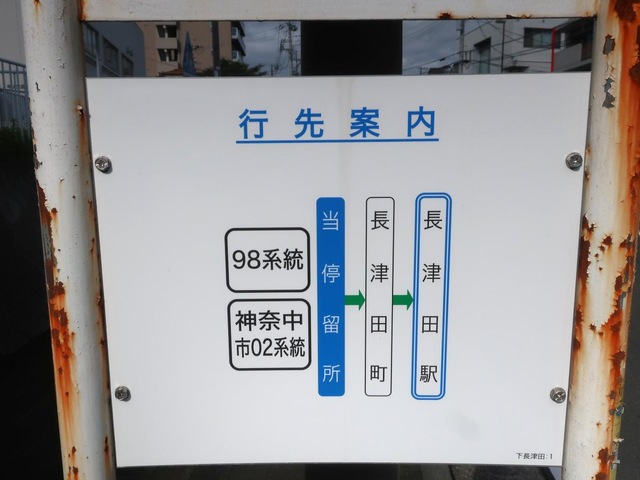 行先案内
98系統
神奈中
市02系統
当停留所
長津田町
長津田駅
下長津田:1